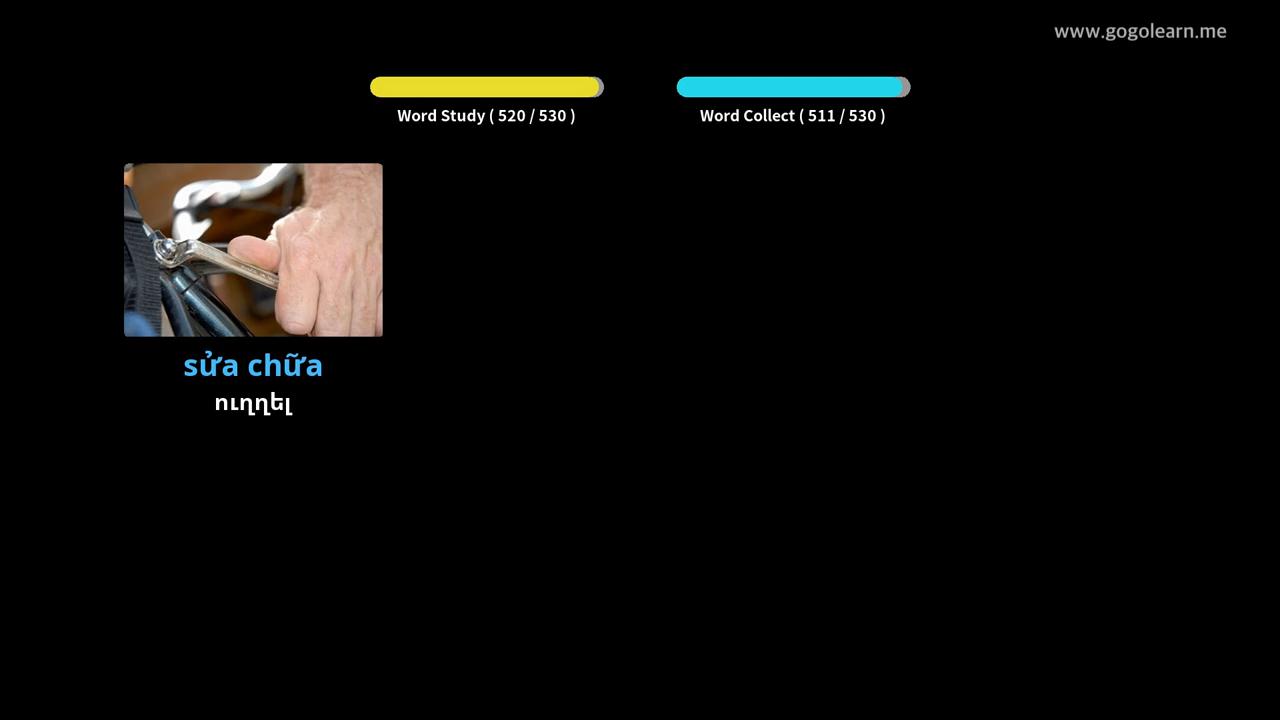 www.gogolearn.me
Word Study ( 520 / 530 )
Word Collect ( 511 / 530 )
sửa chữa
ուղղել